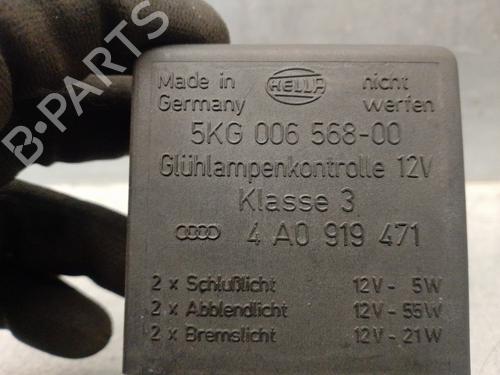 Made in
Germany
HELLA
nicht
werfen
5KG 006 568-00
Glühlampenkontrolle 12V
Klasse 3
4 A0 919 471
2 x Schlußlicht 12V - 5W
2 x Abblendlicht 12V - 55W
2 x Bremslicht 12V - 21W